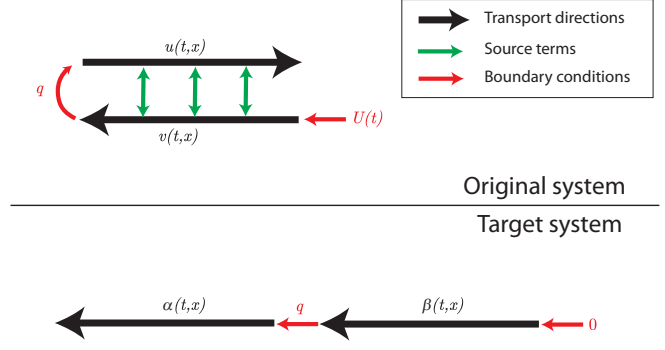 u(t,x)
q
v(t,x)
U(t)
Transport directions
Source terms
Boundary conditions
Original system
Target system
α(t,x)
q
β(t,x)
0